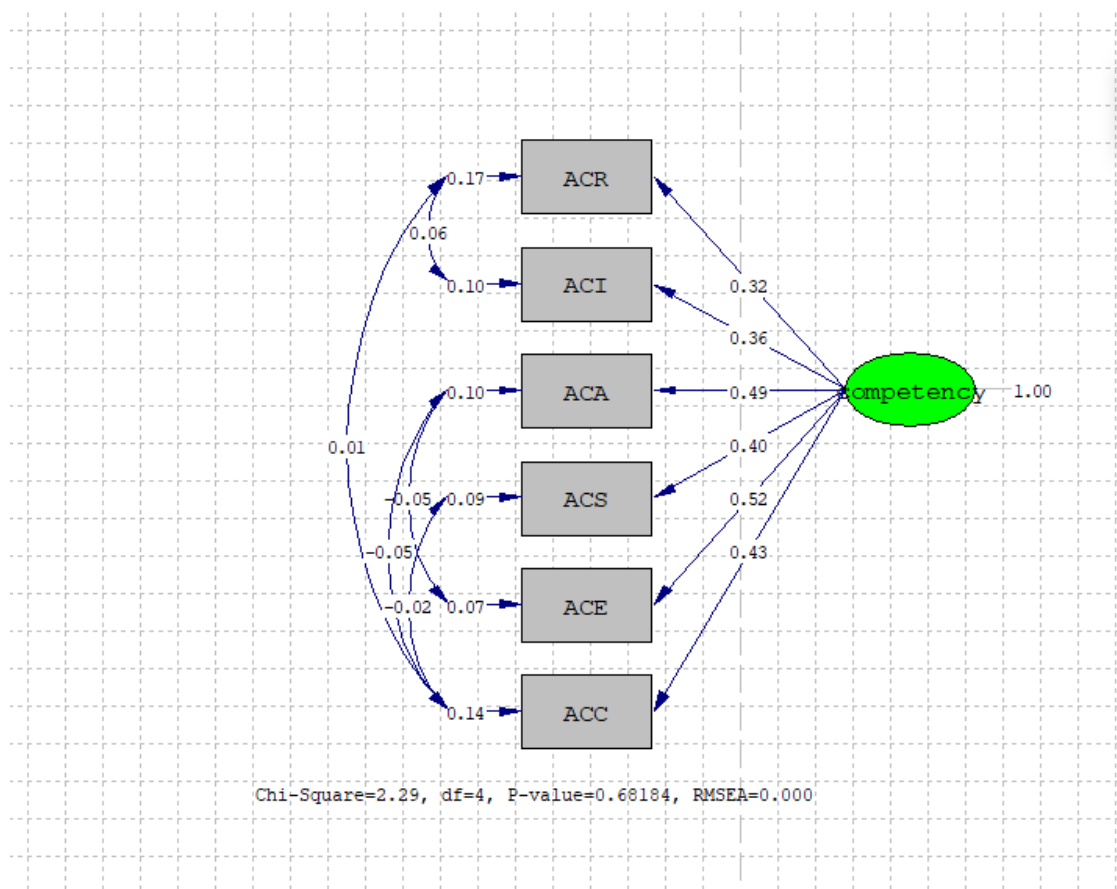 0.17
ACR
0.06
0.32
0.10
ACI
0.36
0.10
ACA
0.49
competency
1.00
0.01
0.40
-0.05
0.09
ACS
0.52
-0.05
0.43
-0.02
0.07
ACE
0.14
ACC
Chi-Square=2.29, df=4, P-value=0.68184, RMSEA=0.000